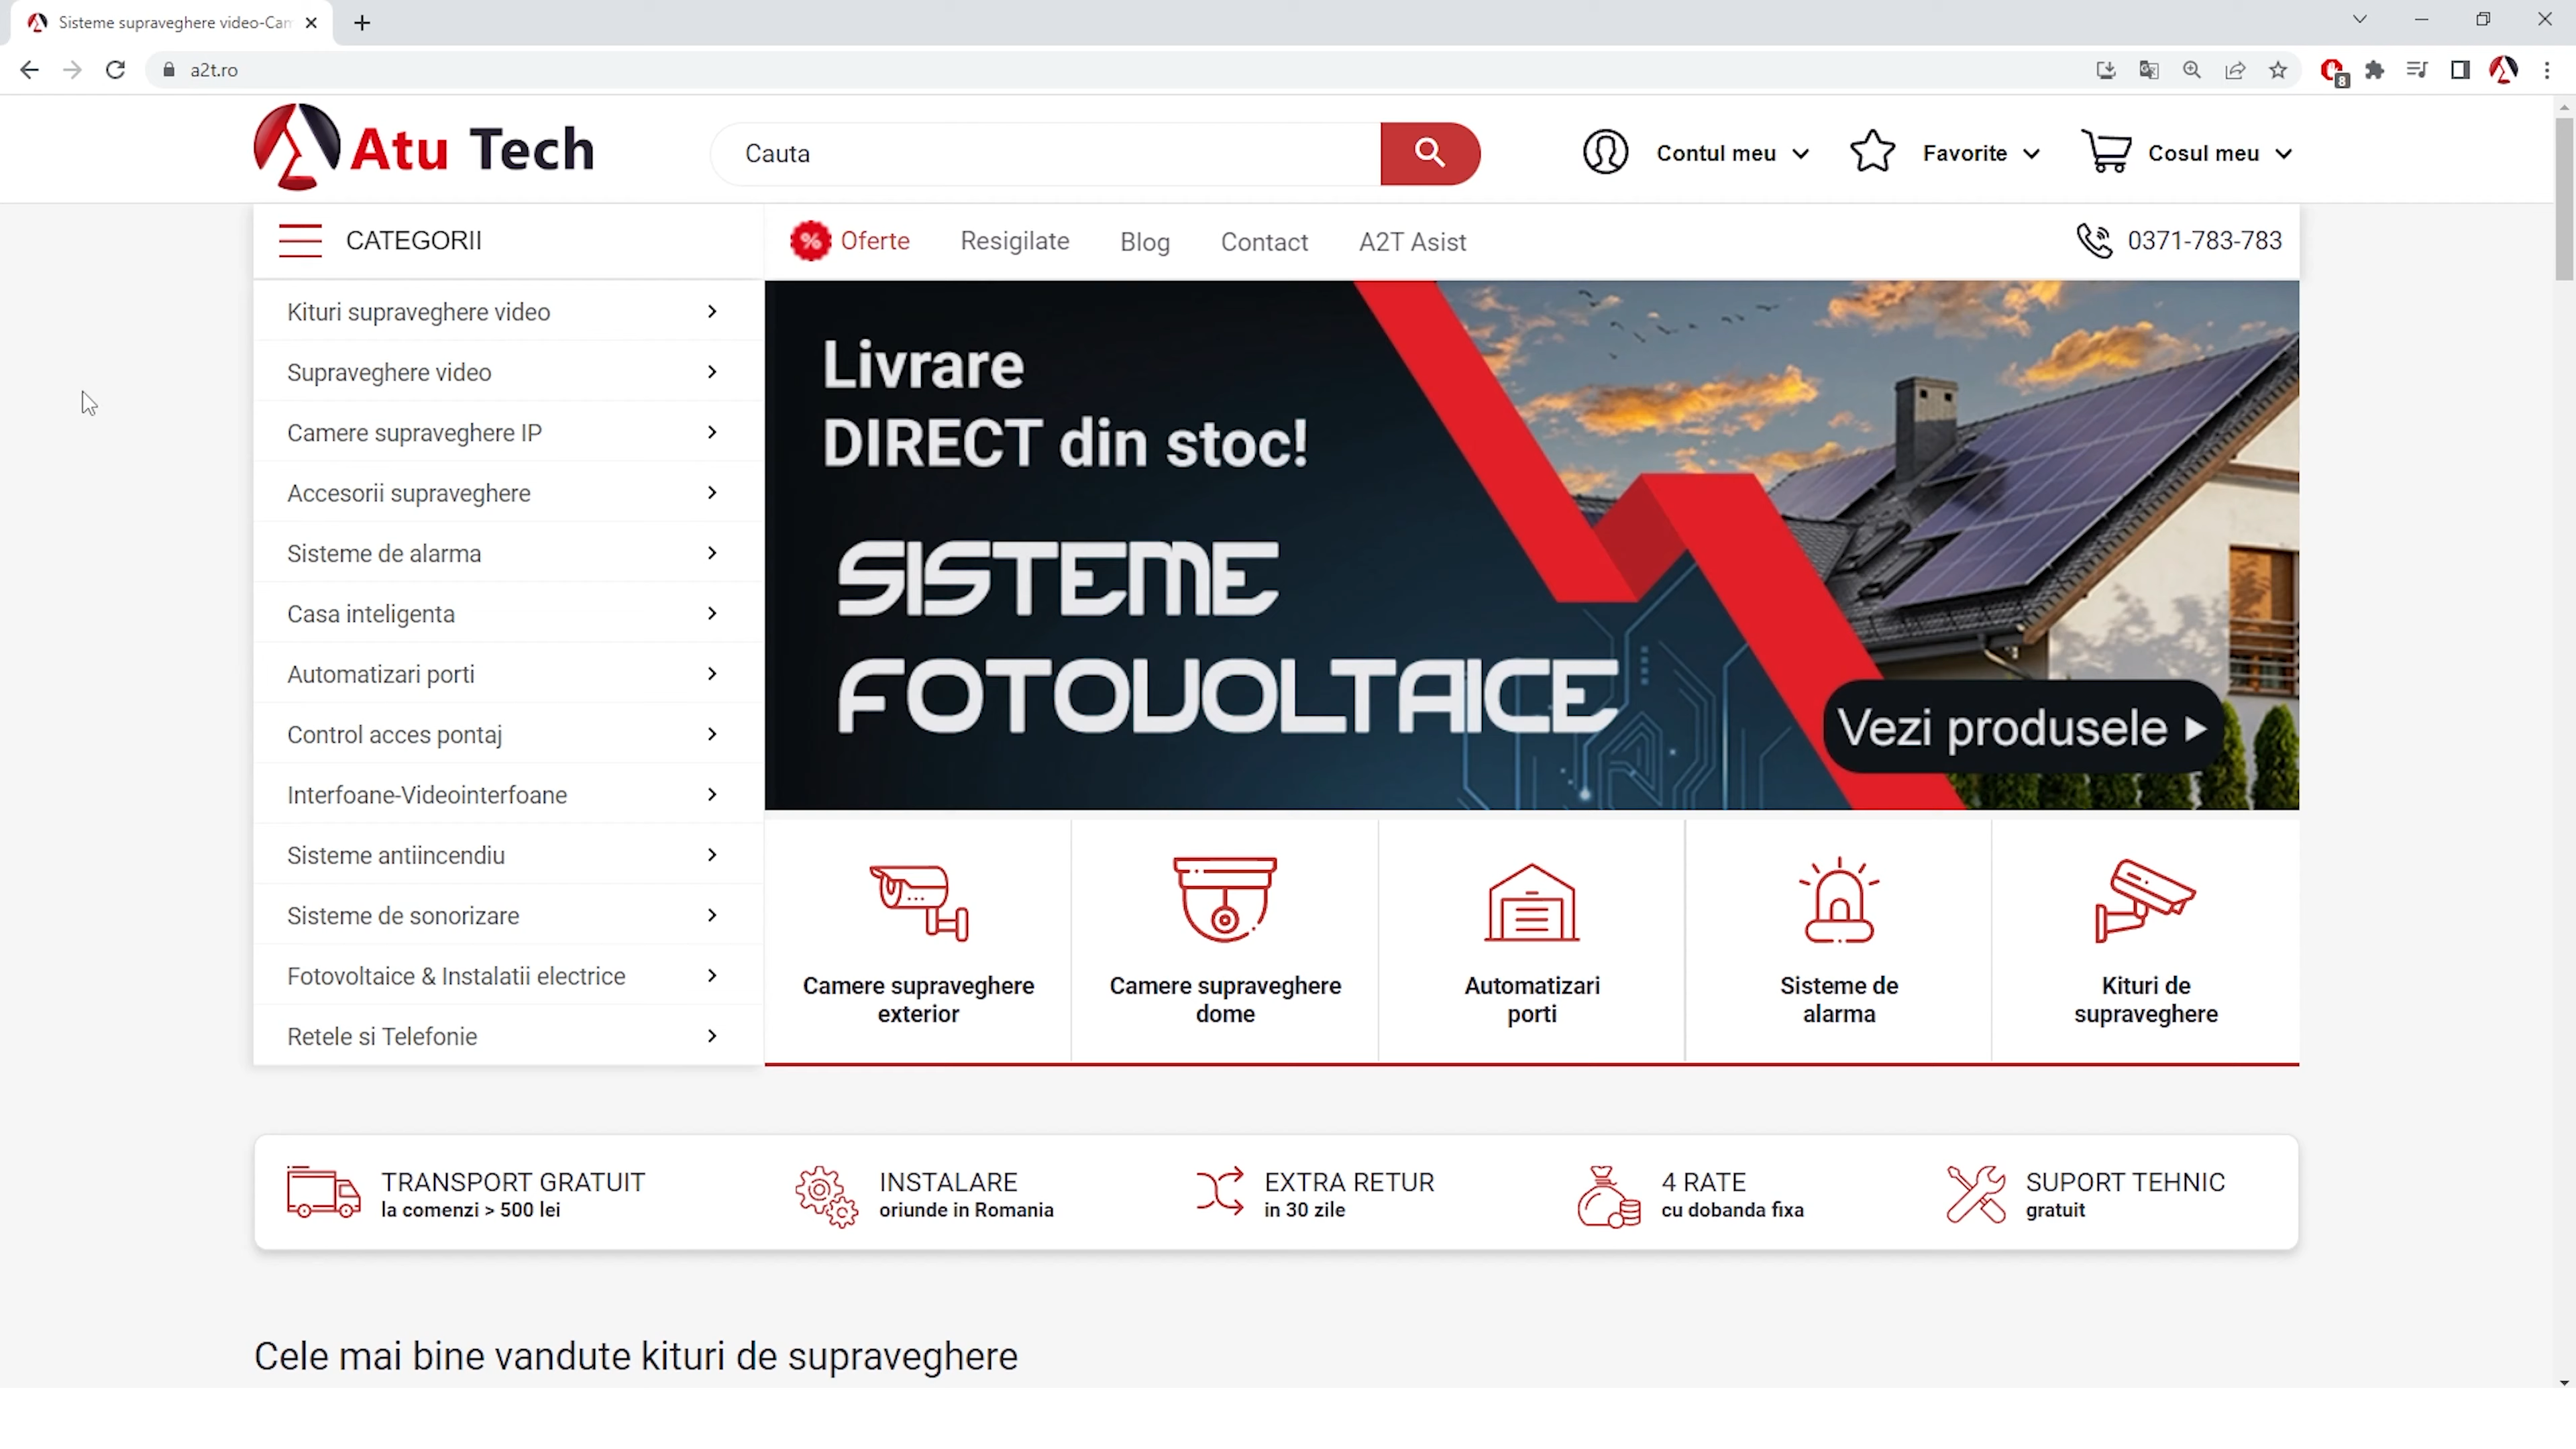 Sisteme supraveghere video-Cam
a2t.ro
8
Atu Tech
Cauta
Contul meu
Favorite
Cosul meu
CATEGORII
% Oferte
Resigilate
Blog
Contact
A2T Asist
0371-783-783
Kituri supraveghere video
Supraveghere video
Camere supraveghere IP
Accesorii supraveghere
Sisteme de alarma
Casa inteligenta
Automatizari porti
Control acces pontaj
Interfoane-Videointerfoane
Sisteme antiincendiu
Sisteme de sonorizare
Fotovoltaice & Instalatii electrice
Retele si Telefonie
Livrare
DIRECT din stoc!
SISTEME
FOTOVOLTAICE
Vezi produsele
Camere supraveghere
exterior
Camere supraveghere
dome
Automatizari
porti
Sisteme de
alarma
Kituri de
supraveghere
TRANSPORT GRATUIT
la comenzi > 500 lei
INSTALARE
oriunde in Romania
EXTRA RETUR
in 30 zile
4 RATE
cu dobanda fixa
SUPORT TEHNIC
gratuit
Cele mai bine vandute kituri de supraveghere